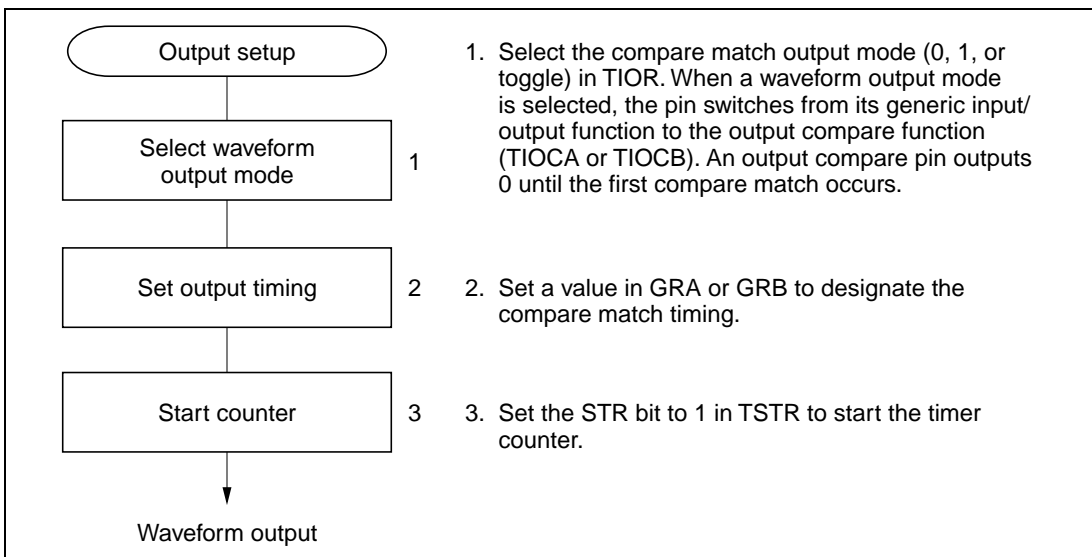 Output setup
1. Select the compare match output mode (0, 1, or
toggle) in TIOR. When a waveform output mode
is selected, the pin switches from its generic input/
output function to the output compare function
(TIOCA or TIOCB). An output compare pin outputs
0 until the first compare match occurs.
Select waveform
output mode
1
Set output timing
2
2. Set a value in GRA or GRB to designate the
compare match timing.
Start counter
3
3. Set the STR bit to 1 in TSTR to start the timer
counter.
Waveform output